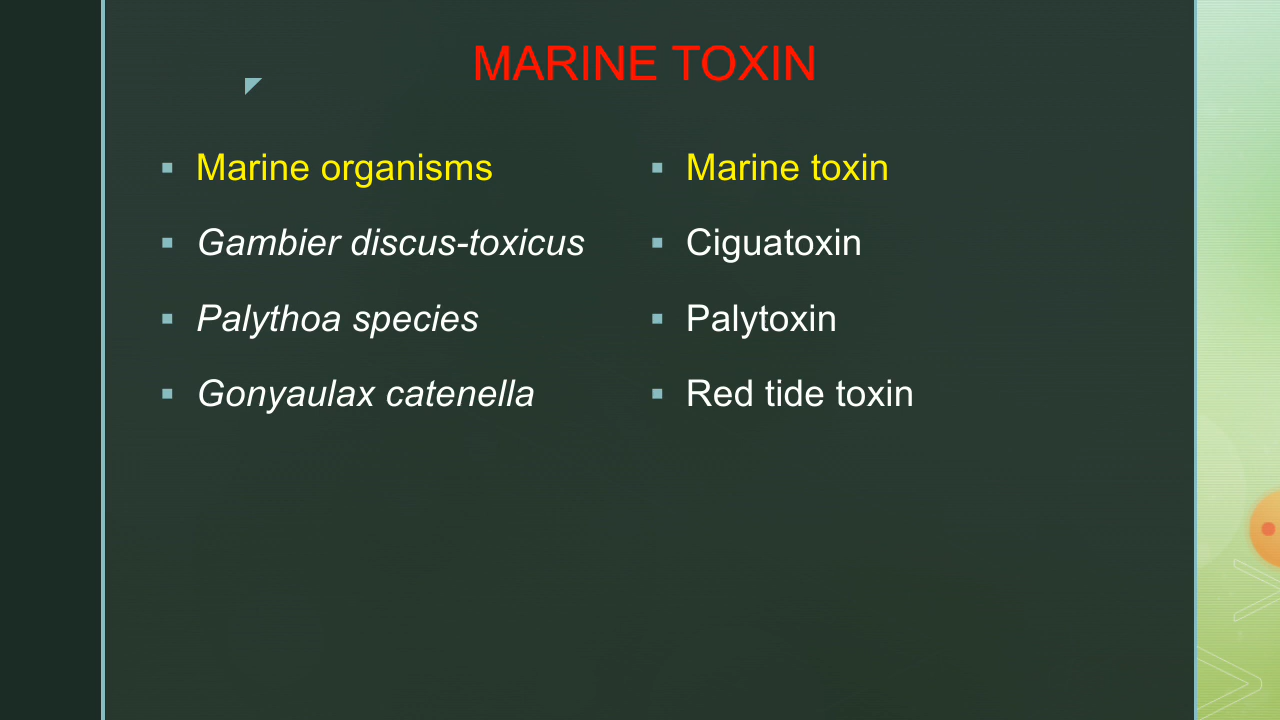 MARINE TOXIN
Marine organisms
Gambier discus-toxicus
Palythoa species
Gonyaulax catenella
Marine toxin
Ciguatoxin
Palytoxin
Red tide toxin